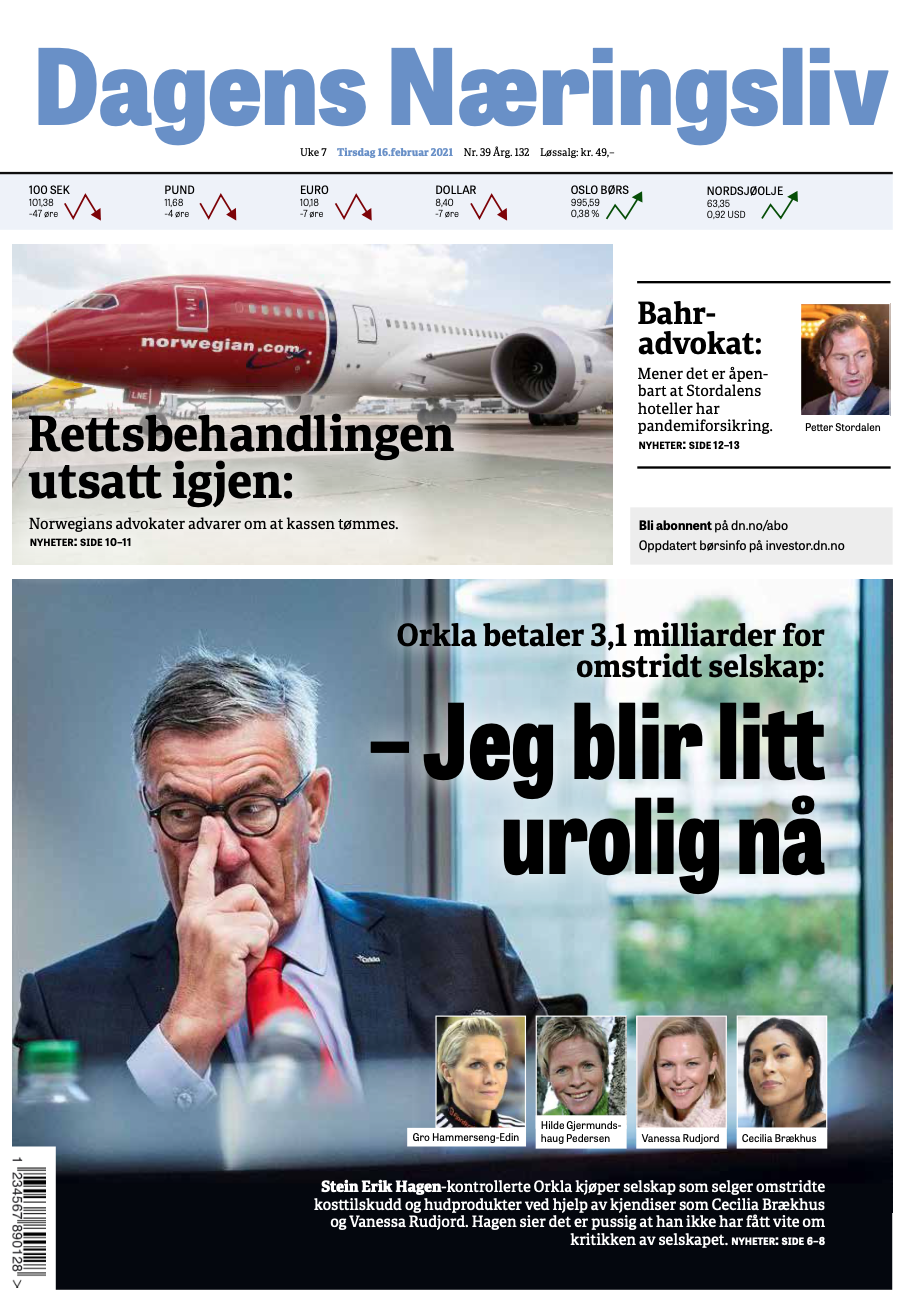 Dagens Næringsliv
Uke 7 Tirsdag 16.februar 2021 Nr. 39 Årg. 132 Løssalg: kr. 49,–
100 SEK
101,38
-47 øre
PUND
11,68
-4 øre
EURO
10,18
-7 øre
DOLLAR
8,40
-7 øre
OSLO BØRS
995,59
0,38 %
NORDSJØOLJE
63,35
0,92 USD
norwegian.com
LNE
Rettsbehandlingen
utsatt igjen:
Norwegians advokater advarer om at kassen tømmes.
NYHETER: SIDE 10–11
Bahr-
advokat:
Mener det er åpen-
bart at Stordalens
hoteller har
pandemiforsikring.
NYHETER: SIDE 12–13
Petter Stordalen
Bli abonnent på dn.no/abo
Oppdatert børsinfo på investor.dn.no
Orkla betaler 3,1 milliarder for
omstridt selskap:
– Jeg blir litt
urolig nå
Orkla
Gro Hammerseng-Edin
Hilde Gjermunds-
haug Pedersen
Vanessa Rudjord
Cecilia Brækhus
Stein Erik Hagen-kontrollerte Orkla kjøper selskap som selger omstridte
kosttilskudd og hudprodukter ved hjelp av kjendiser som Cecilia Brækhus
og Vanessa Rudjord. Hagen sier det er pussig at han ikke har fått vite om
kritikken av selskapet. NYHETER: SIDE 6–8
1 234567 890128 >